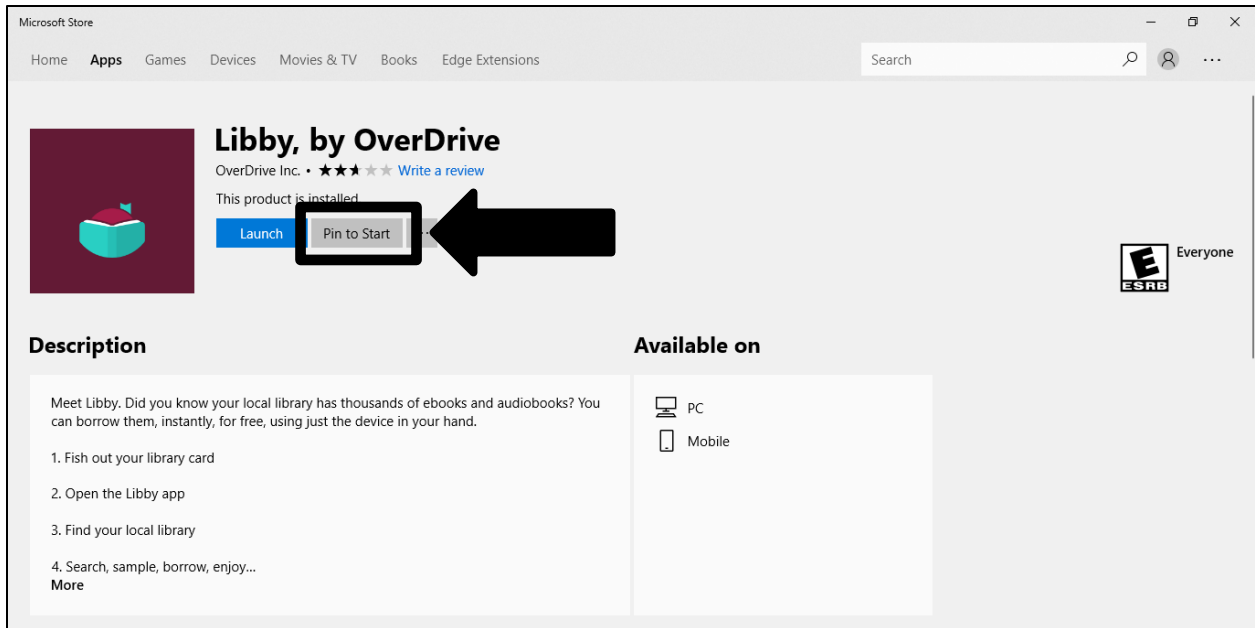 Microsoft Store
Home Apps Games Devices Movies & TV Books Edge Extensions Search
Libby, by OverDrive
OverDrive Inc. • Write a review
This product is installed
Launch Pin to Start
E Everyone
ESRB
Description Available on
Meet Libby. Did you know your local library has thousands of ebooks and audiobooks? You
can borrow them, instantly, for free, using just the device in your hand.
1. Fish out your library card
2. Open the Libby app
3. Find your local library
4. Search, sample, borrow, enjoy...
More
PC
Mobile